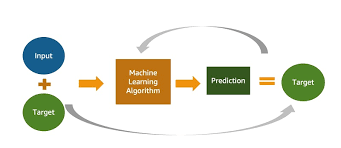 Input
+
Target
Machine
Learning
Algorithm
Prediction
=
Target